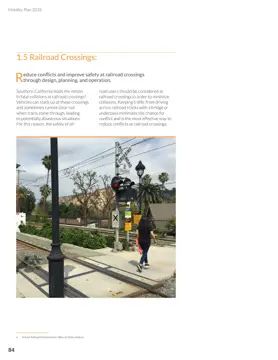 Mobility Plan 2035
1.5 Railroad Crossings:
Reduce conflicts and improve safety at railroad crossings
through design, planning, and operation.
Southern California leads the nation
in fatal collisions at railroad crossings.
Vehicles can stack up at these crossings
and sometimes cannot clear out
when trains come through, leading
to potentially disastrous situations.
For this reason, the safety of all
road users should be considered at
railroad crossings in order to minimize
collisions. Keeping traffic from driving
across railroad tracks with a bridge or
underpass eliminates the chance for
conflict and is the most effective way to
reduce conflicts at railroad crossings.
X
84